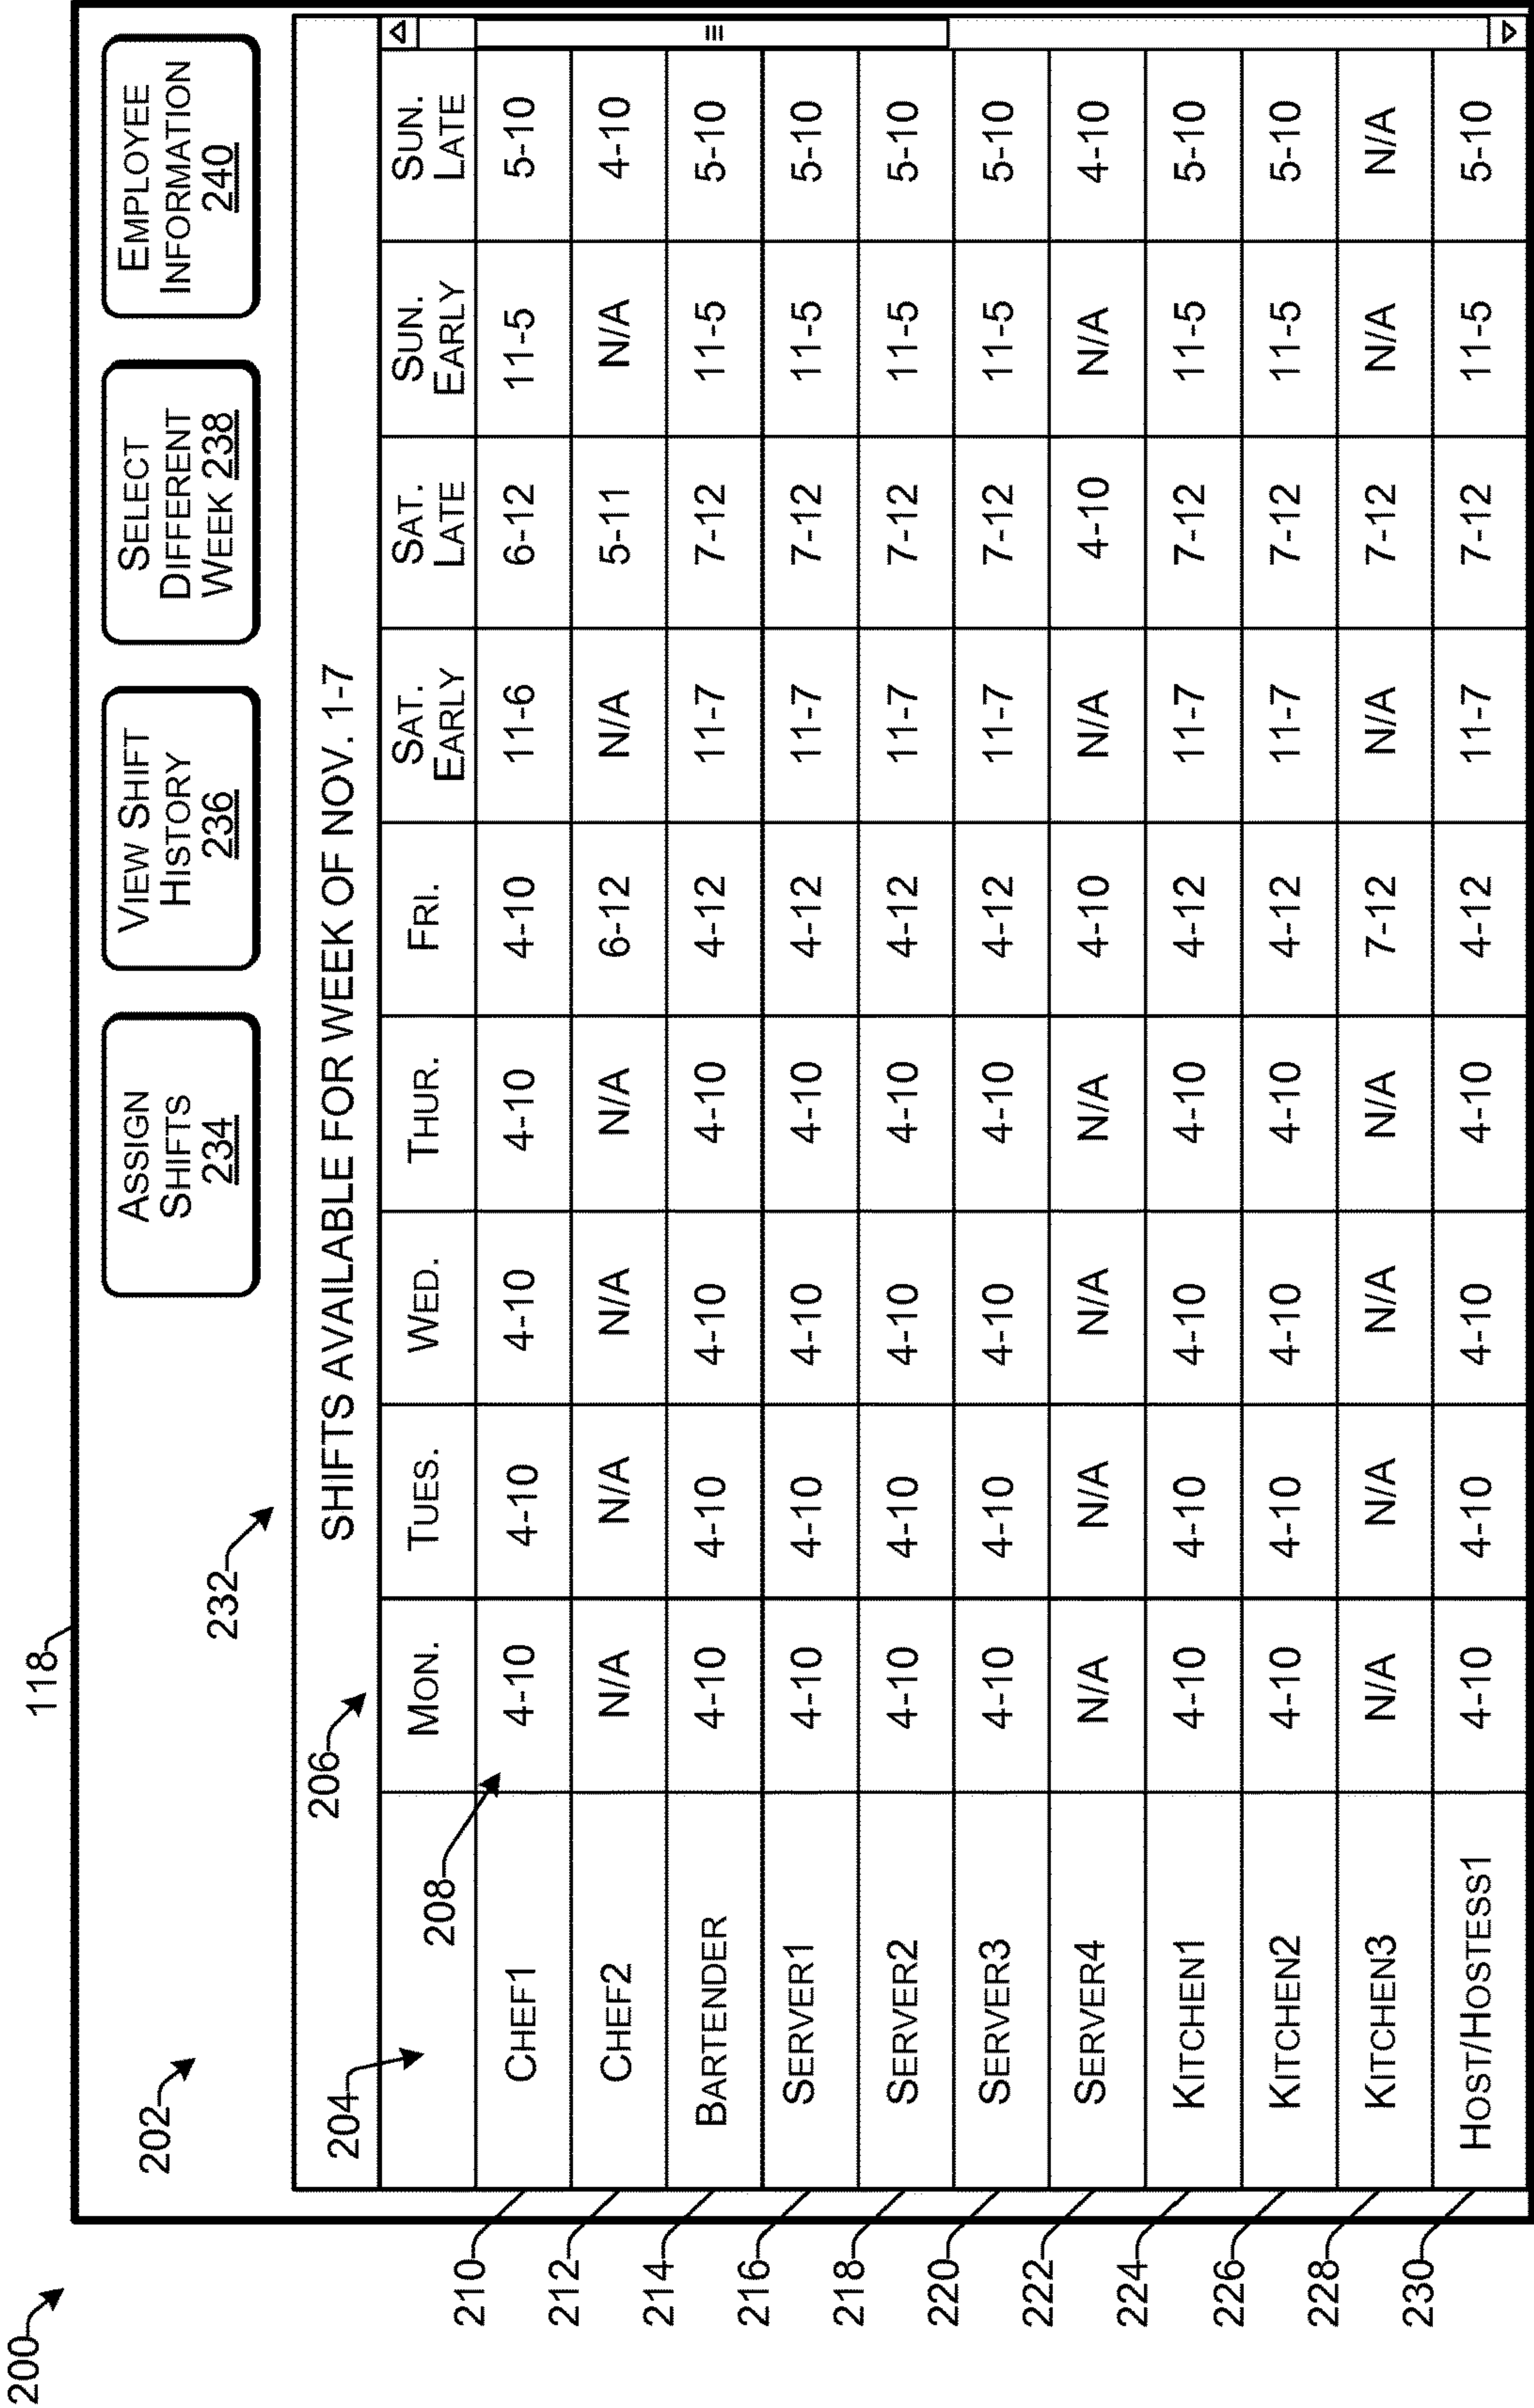 200
118
202
232
ASSIGN
SHIFTS
234
VIEW SHIFT
HISTORY
236
SELECT
DIFFERENT
WEEK 238
EMPLOYEE
INFORMATION
240
204
206
SHIFTS AVAILABLE FOR WEEK OF NOV. 1-7
208
MON. TUES. WED. THUR. FRI. SAT. EARLY SAT. LATE SUN. EARLY SUN. LATE
210 CHEF1 4-10 4-10 4-10 4-10 4-10 11-6 6-12 11-5 5-10
212 CHEF2 N/A N/A N/A N/A 6-12 N/A 5-11 N/A 4-10
214 BARTENDER 4-10 4-10 4-10 4-10 4-12 11-7 7-12 11-5 5-10
216 SERVER1 4-10 4-10 4-10 4-10 4-12 11-7 7-12 11-5 5-10
218 SERVER2 4-10 4-10 4-10 4-10 4-12 11-7 7-12 11-5 5-10
220 SERVER3 4-10 4-10 4-10 4-10 4-12 11-7 7-12 11-5 5-10
222 SERVER4 N/A N/A N/A N/A 4-10 N/A 4-10 N/A 4-10
224 KITCHEN1 4-10 4-10 4-10 4-10 4-12 11-7 7-12 11-5 5-10
226 KITCHEN2 4-10 4-10 4-10 4-10 4-12 11-7 7-12 11-5 5-10
228 KITCHEN3 N/A N/A N/A N/A 7-12 N/A 7-12 N/A N/A
230 HOST/HOSTESS1 4-10 4-10 4-10 4-10 4-12 11-7 7-12 11-5 5-10